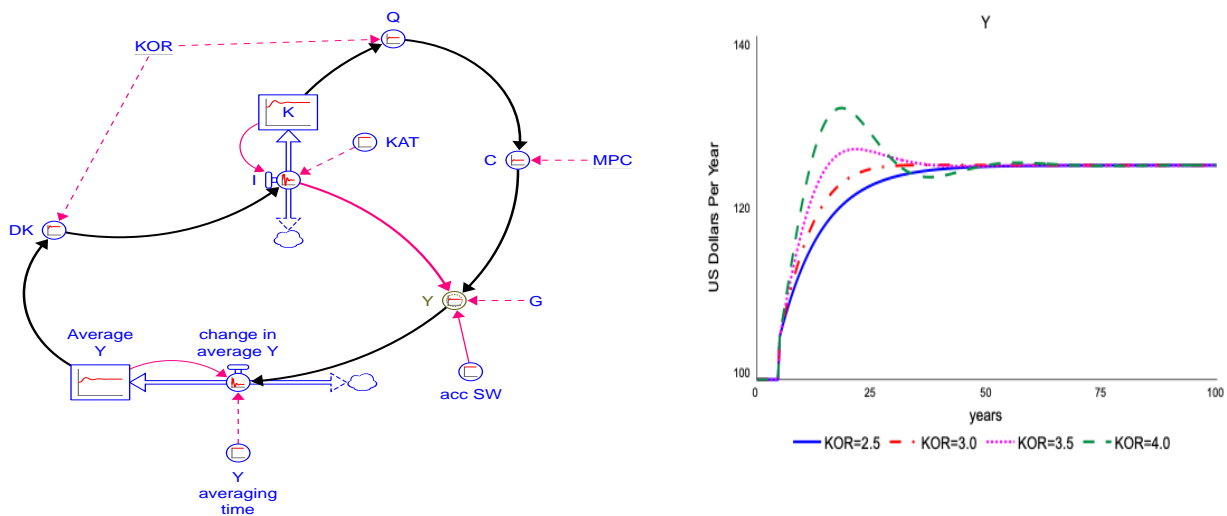 Q
KOR
K
KAT
C
MPC
I
DK
Y
G
Average
Y
change in
average Y
acc SW
Y
averaging
time
Y
140
120
100
US Dollars Per Year
0
25
50
75
100
years
KOR=2.5
KOR=3.0
KOR=3.5
KOR=4.0